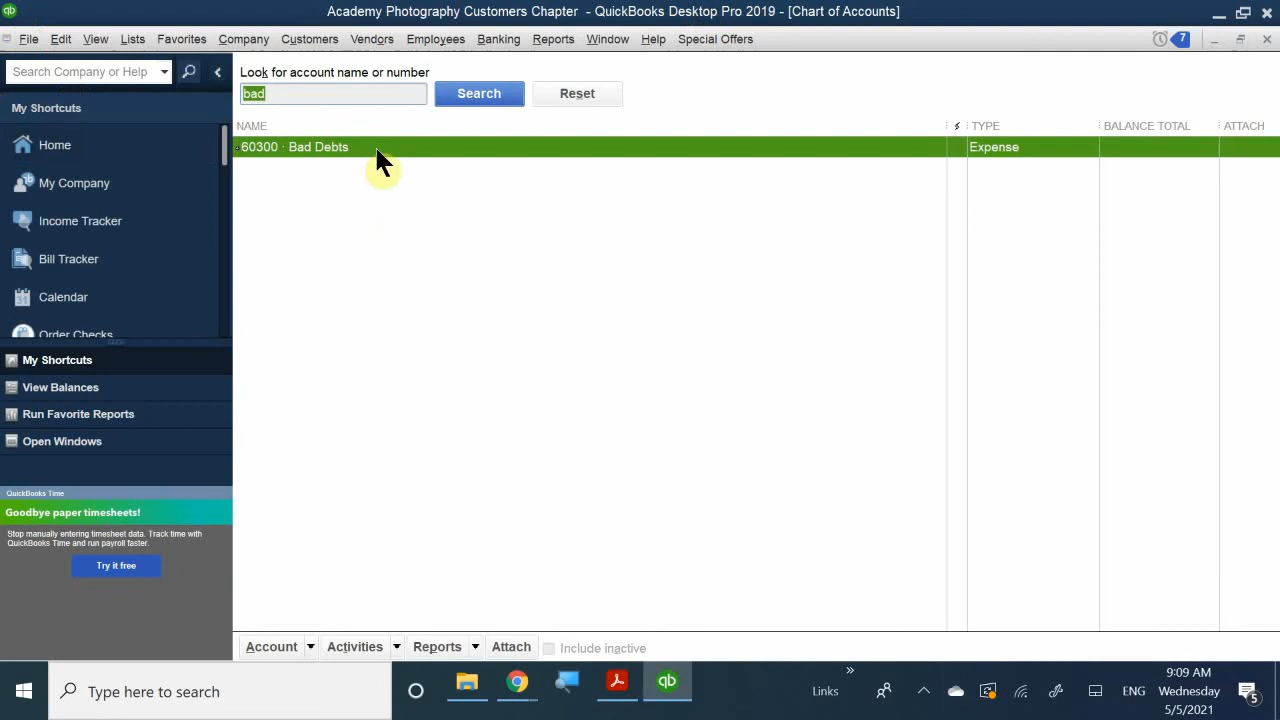 qb
Academy Photography Customers Chapter - QuickBooks Desktop Pro 2019 - [Chart of Accounts]
File Edit View Lists Favorites Company Customers Vendors Employees Banking Reports Window Help Special Offers 7
Search Company or Help
Look for account name or number
bad Search Reset
My Shortcuts
NAME TYPE BALANCE TOTAL ATTACH
60300 · Bad Debts Expense
Home
My Company
Income Tracker
Bill Tracker
31 Calendar
Order Checks
My Shortcuts
View Balances
Run Favorite Reports
Open Windows
QuickBooks Time
Goodbye paper timesheets!
Stop manually entering timesheet data. Track time with
QuickBooks Time and run payroll faster.
Try it free
Account Activities Reports Attach Include inactive
Type here to search
qb
Links
ENG
9:09 AM
Wednesday
5/5/2021
5